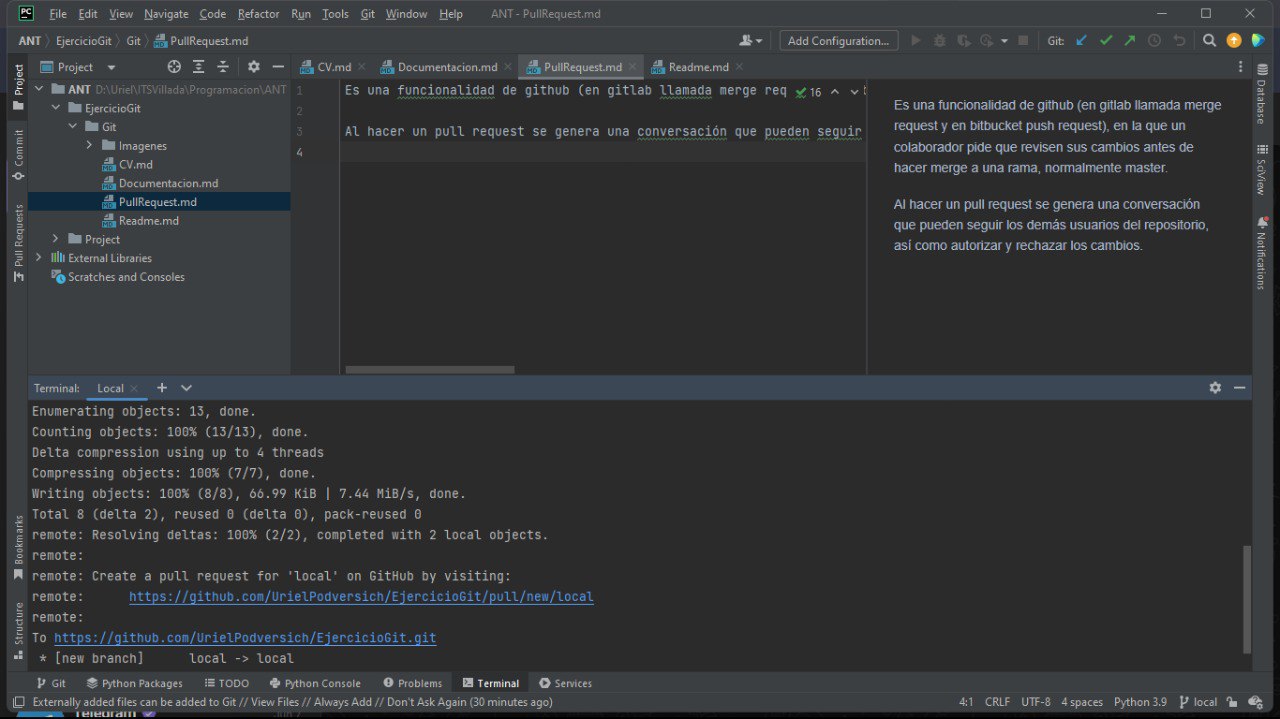 PC File Edit View Navigate Code Refactor Run Tools Git Window Help ANT - PullRequest.md
ANT EjercicioGit Git PullRequest.md Add Configuration... Git:
Project CV.md Documentacion.md PullRequest.md Readme.md
ANT D:\Uriel\ITSVillada\Programacion\ANT
EjercicioGit
Git
Imagenes
CV.md
Documentacion.md
PullRequest.md
Readme.md
Project
External Libraries
Scratches and Consoles
Project
Commit
Pull Requests
Bookmarks
Structure
1 Es una funcionalidad de github (en gitlab llamada merge req 16
2
3 Al hacer un pull request se genera una conversación que pueden seguir
4
Es una funcionalidad de github (en gitlab llamada merge
request y en bitbucket push request), en la que un
colaborador pide que revisen sus cambios antes de
hacer merge a una rama, normalmente master.
Al hacer un pull request se genera una conversación
que pueden seguir los demás usuarios del repositorio,
así como autorizar y rechazar los cambios.
Database
SciView
Notifications
Terminal: Local
Enumerating objects: 13, done.
Counting objects: 100% (13/13), done.
Delta compression using up to 4 threads
Compressing objects: 100% (7/7), done.
Writing objects: 100% (8/8), 66.99 KiB | 7.44 MiB/s, done.
Total 8 (delta 2), reused 0 (delta 0), pack-reused 0
remote: Resolving deltas: 100% (2/2), completed with 2 local objects.
remote:
remote: Create a pull request for 'local' on GitHub by visiting:
remote:      https://github.com/UrielPodversich/EjercicioGit/pull/new/local
remote:
To https://github.com/UrielPodversich/EjercicioGit.git
 * [new branch]      local -> local
Git Python Packages TODO Python Console Problems Terminal Services
Externally added files can be added to Git // View Files // Always Add // Don't Ask Again (30 minutes ago) 4:1 CRLF UTF-8 4 spaces Python 3.9 local
Telegram